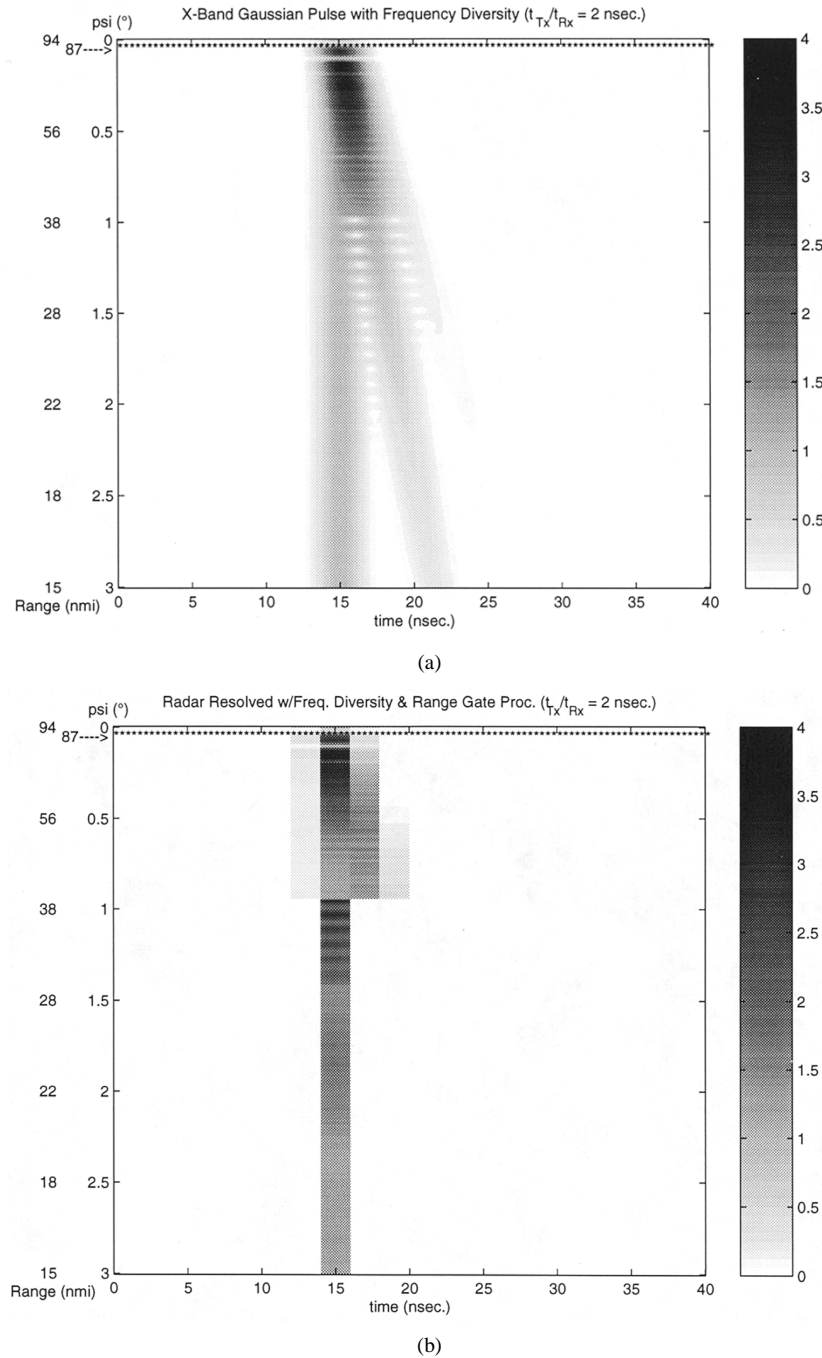 X-Band Gaussian Pulse with Frequency Diversity (t Tx/t Rx = 2 nsec.)
psi (°)
94 0
87---->
56 0.5
38 1
28 1.5
22 2
18 2.5
15 3
Range (nmi)
0 5 10 15 20 25 30 35 40
time (nsec.)
4
3.5
3
2.5
2
1.5
1
0.5
0
(a)
Radar Resolved w/Freq. Diversity & Range Gate Proc. (t Tx/t Rx = 2 nsec.)
psi (°)
94 0
87---->
56 0.5
38 1
28 1.5
22 2
18 2.5
15 3
Range (nmi)
0 5 10 15 20 25 30 35 40
time (nsec.)
4
3.5
3
2.5
2
1.5
1
0.5
0
(b)